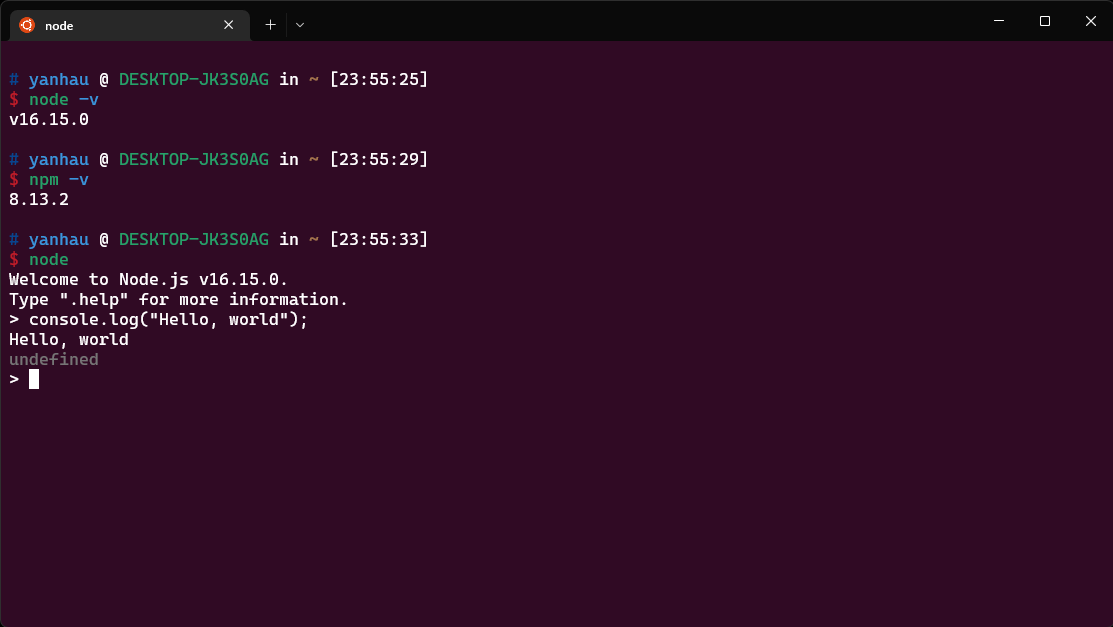 node
# yanhau @ DESKTOP-JK3S0AG in ~ [23:55:25]
$ node -v
v16.15.0
# yanhau @ DESKTOP-JK3S0AG in ~ [23:55:29]
$ npm -v
8.13.2
# yanhau @ DESKTOP-JK3S0AG in ~ [23:55:33]
$ node
Welcome to Node.js v16.15.0.
Type ".help" for more information.
> console.log("Hello, world");
Hello, world
undefined
>